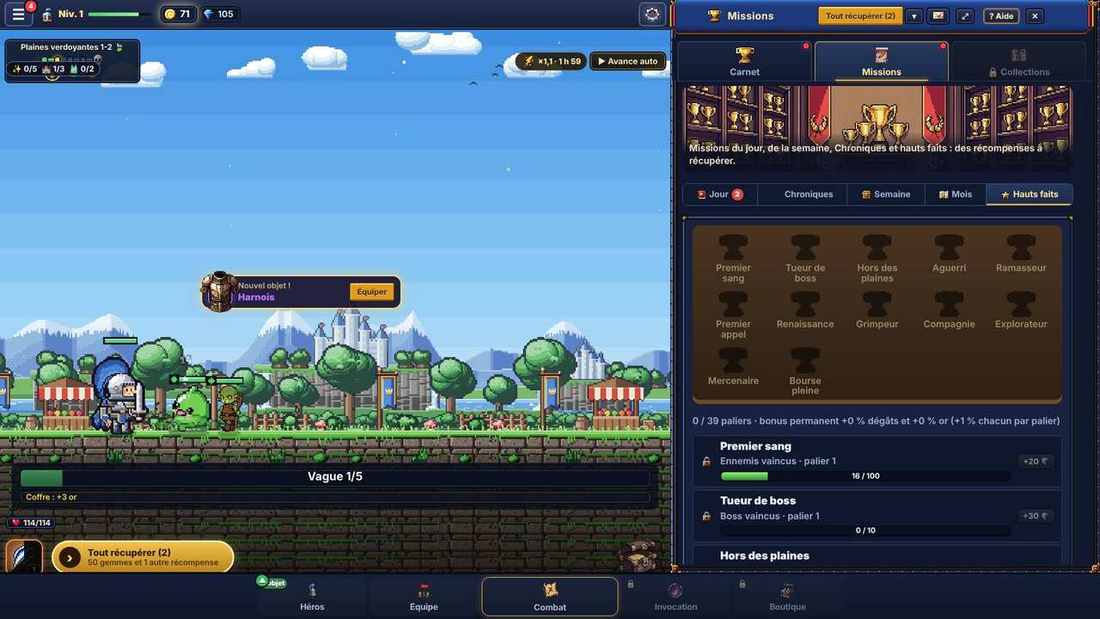 4
Niv. 1
71
105
Plaines verdoyantes 1-2
0/5
1/3
0/2
×1,1 · 1 h 59
Avance auto
Nouvel objet !
Harnois
Équiper
Vague 1/5
Coffre : +3 or
114/114
Tout récupérer (2)
50 gemmes et 1 autre récompense
Missions
Tout récupérer (2)
? Aide
Carnet
Missions
Collections
Missions du jour, de la semaine, Chroniques et hauts faits : des récompenses à
récupérer.
Jour 2
Chroniques
Semaine
Mois
Hauts faits
Premier
sang
Tueur de
boss
Hors des
plaines
Aguerri
Ramasseur
Premier
appel
Renaissance
Grimpeur
Compagnie
Explorateur
Mercenaire
Bourse
pleine
0 / 39 paliers · bonus permanent +0 % dégâts et +0 % or (+1 % chacun par palier)
Premier sang
Ennemis vaincus · palier 1
+20
16 / 100
Tueur de boss
Boss vaincus · palier 1
+30
0 / 10
Hors des plaines
objet
Héros
Équipe
Combat
Invocation
Boutique